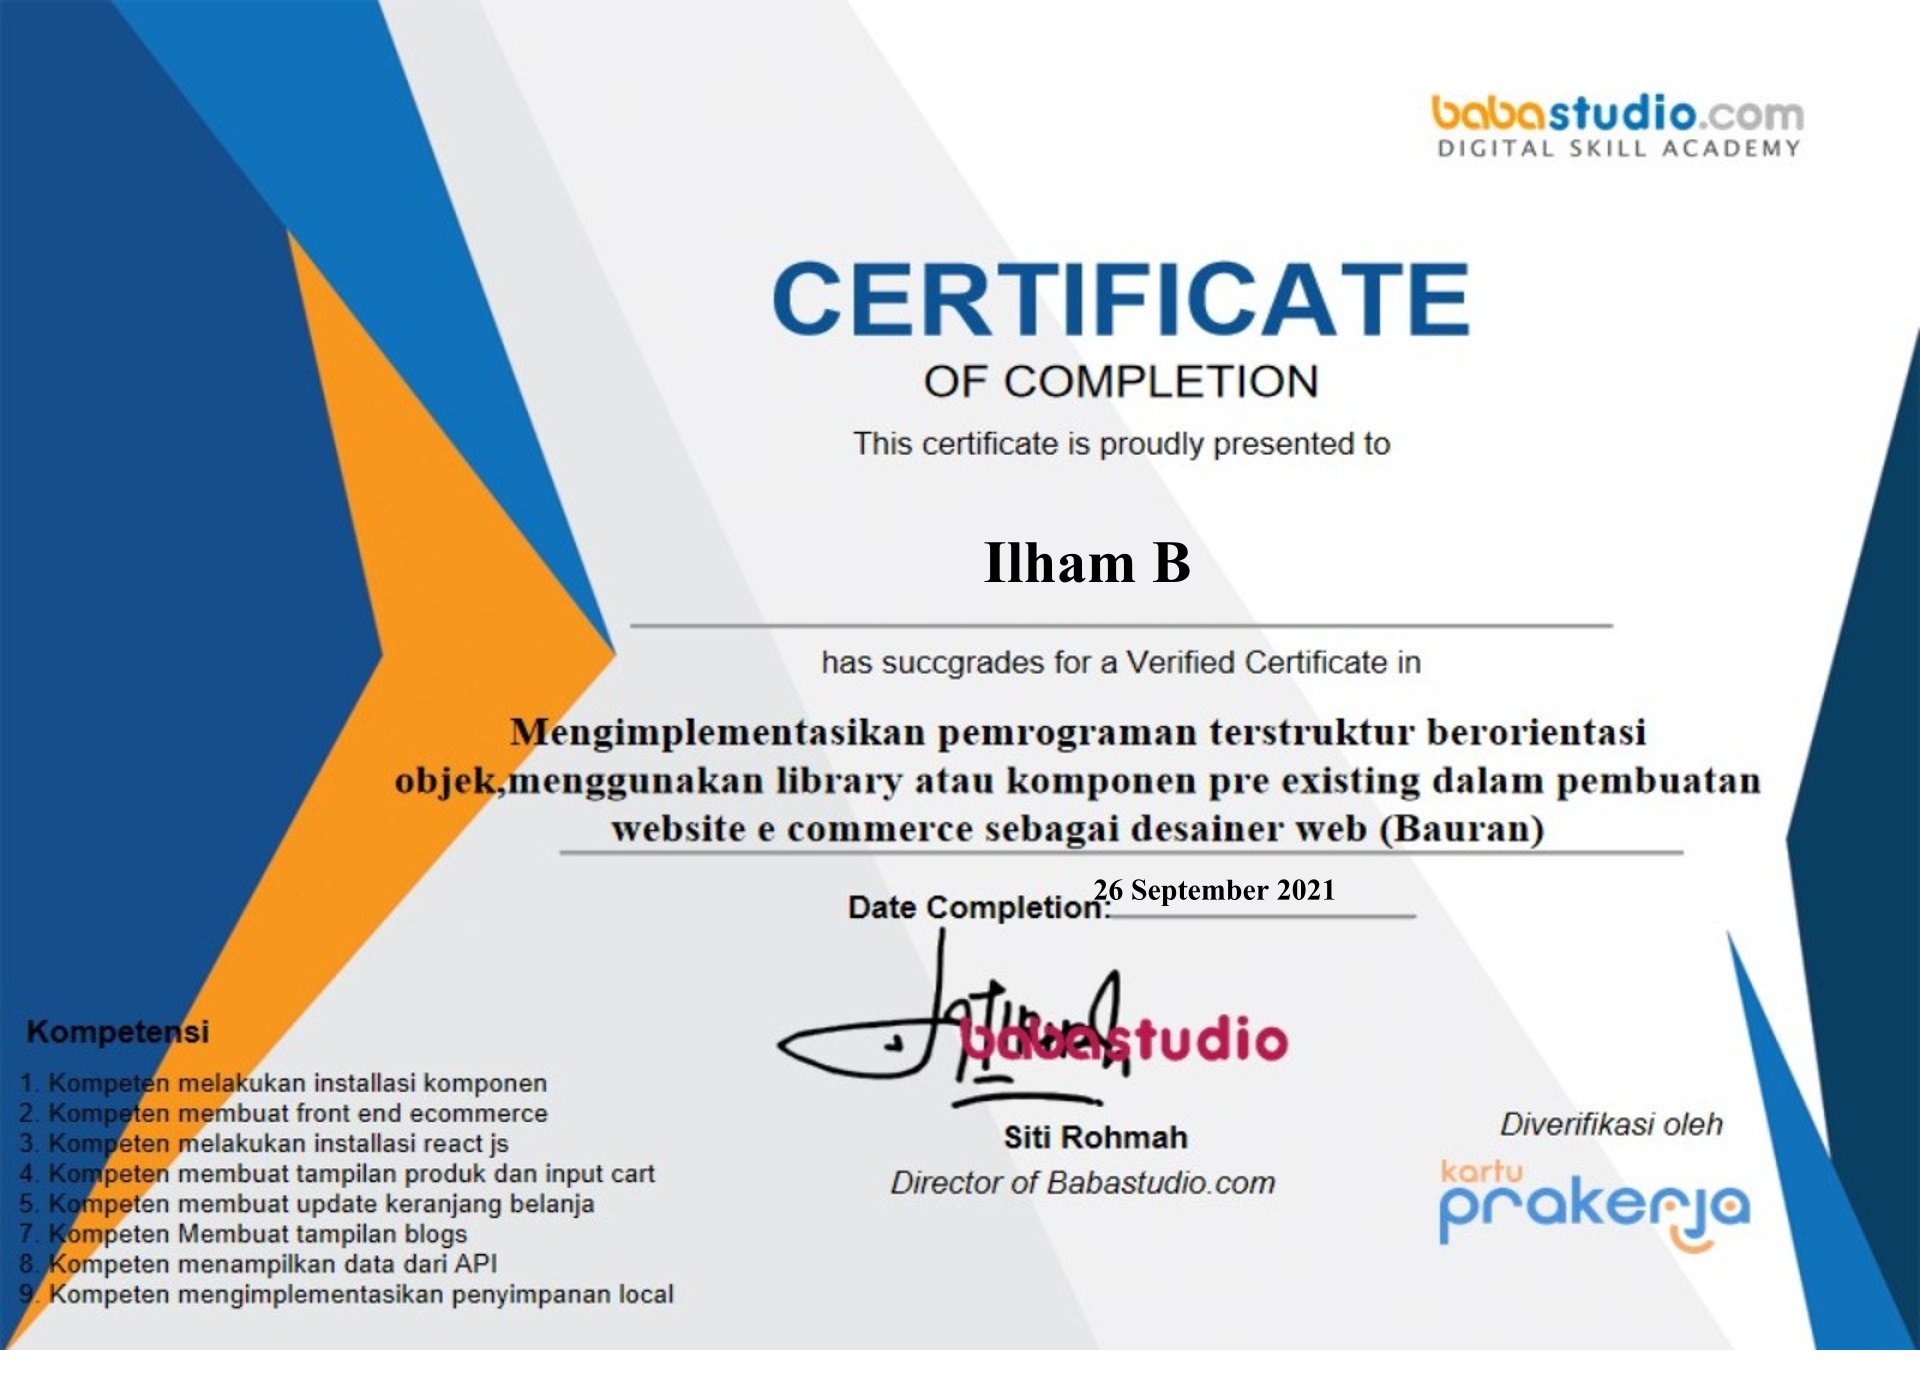 babastudio.com
DIGITAL SKILL ACADEMY
CERTIFICATE
OF COMPLETION
This certificate is proudly presented to
Ilham B
has succgrades for a Verified Certificate in
Mengimplementasikan pemrograman terstruktur berorientasi
objek,menggunakan library atau komponen pre existing dalam pembuatan
website e commerce sebagai desainer web (Bauran)
Date Completion: 26 September 2021
babastudio
Siti Rohmah
Director of Babastudio.com
Kompetensi
1. Kompeten melakukan installasi komponen
2. Kompeten membuat front end ecommerce
3. Kompeten melakukan installasi react js
4. Kompeten membuat tampilan produk dan input cart
5. Kompeten membuat update keranjang belanja
7. Kompeten Membuat tampilan blogs
8. Kompeten menampilkan data dari API
9. Kompeten mengimplementasikan penyimpanan local
Diverifikasi oleh
kartu
prakerja